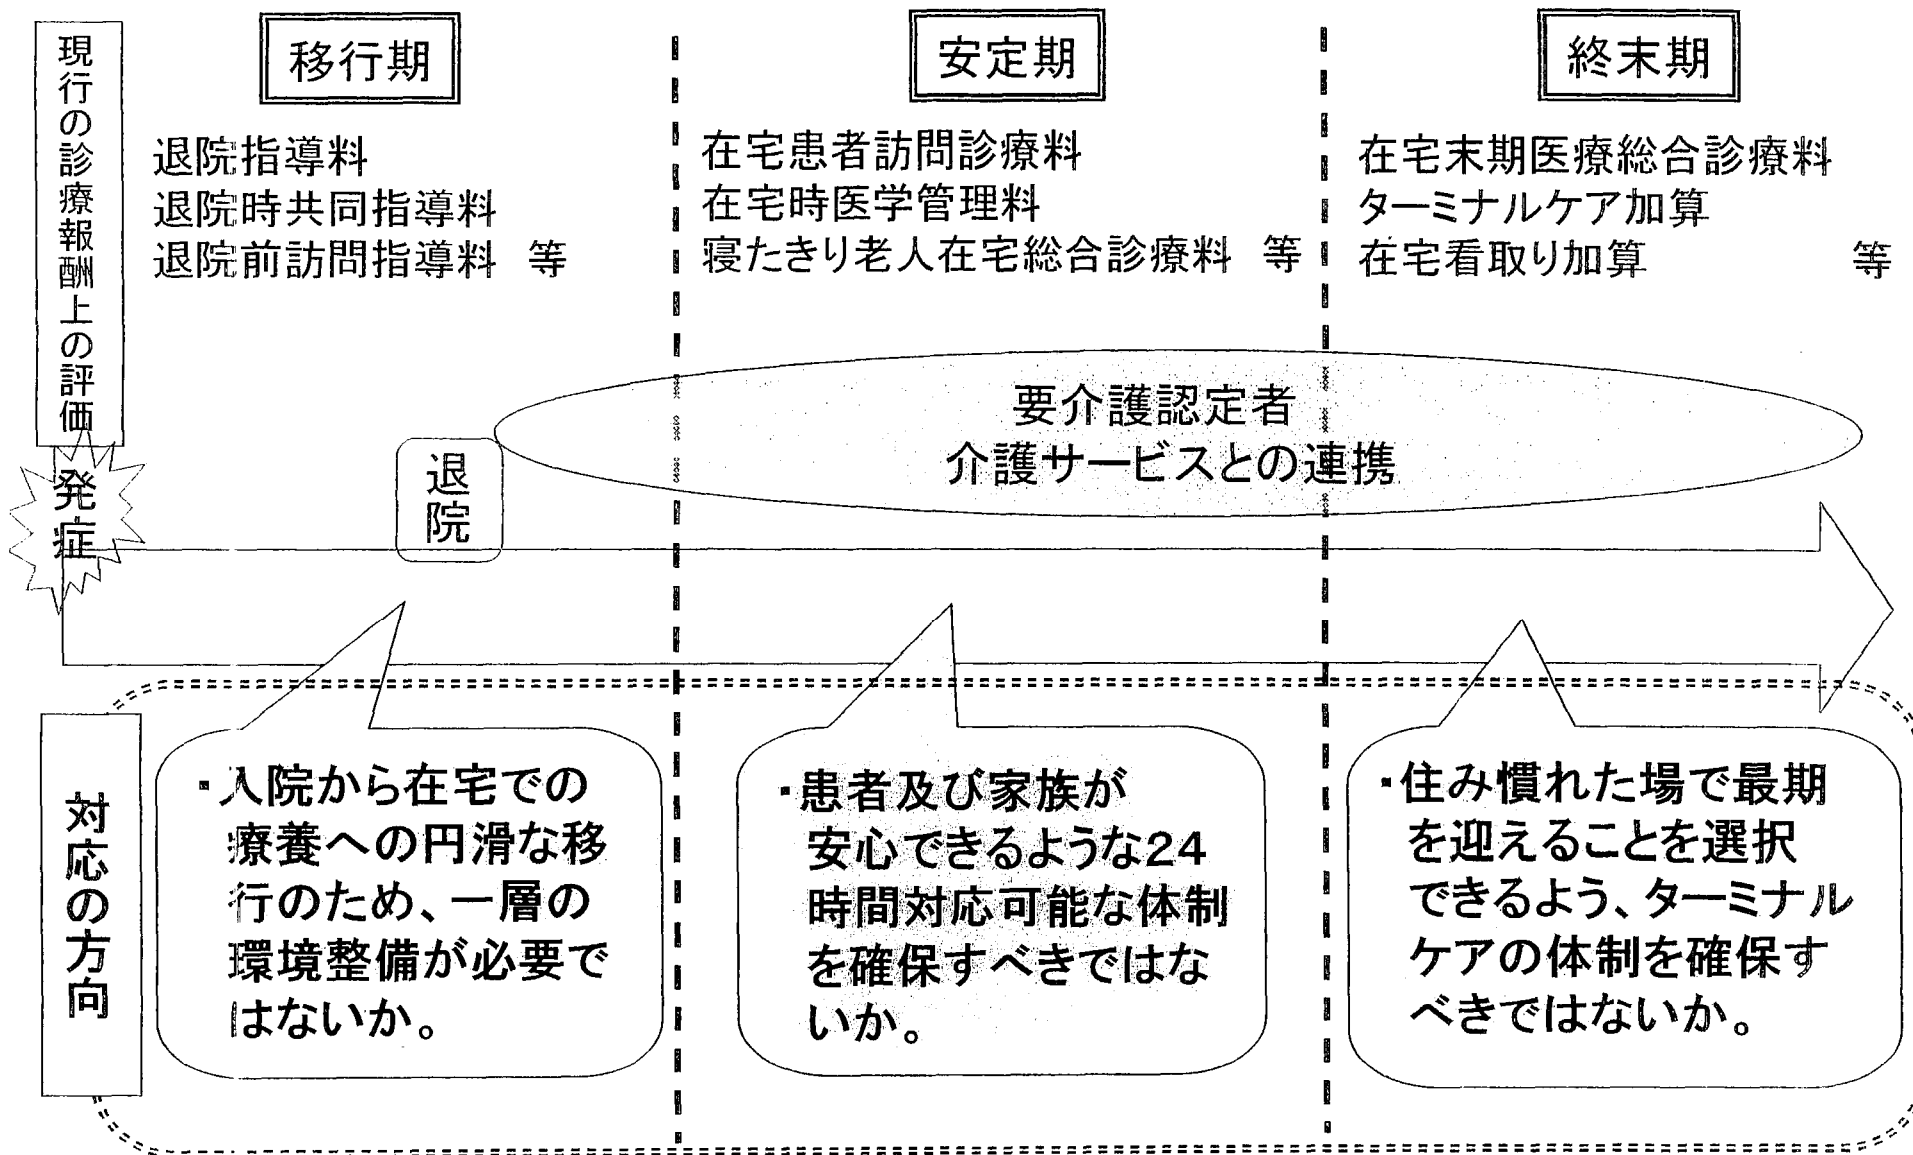 現行の診療報酬上の評価
移行期
退院指導料
退院時共同指導料
退院前訪問指導料 等
安定期
在宅患者訪問診療料
在宅時医学管理料
寝たきり老人在宅総合診療料 等
終末期
在宅末期医療総合診療料
ターミナルケア加算
在宅看取り加算 等
要介護認定者
介護サービスとの連携
発症
退院
対応の方向
・入院から在宅での
療養への円滑な移
行のため、一層の
環境整備が必要で
はないか。
・患者及び家族が
安心できるような24
時間対応可能な体制
を確保すべきではな
いか。
・住み慣れた場で最期
を迎えることを選択
できるよう、ターミナル
ケアの体制を確保す
べきではないか。